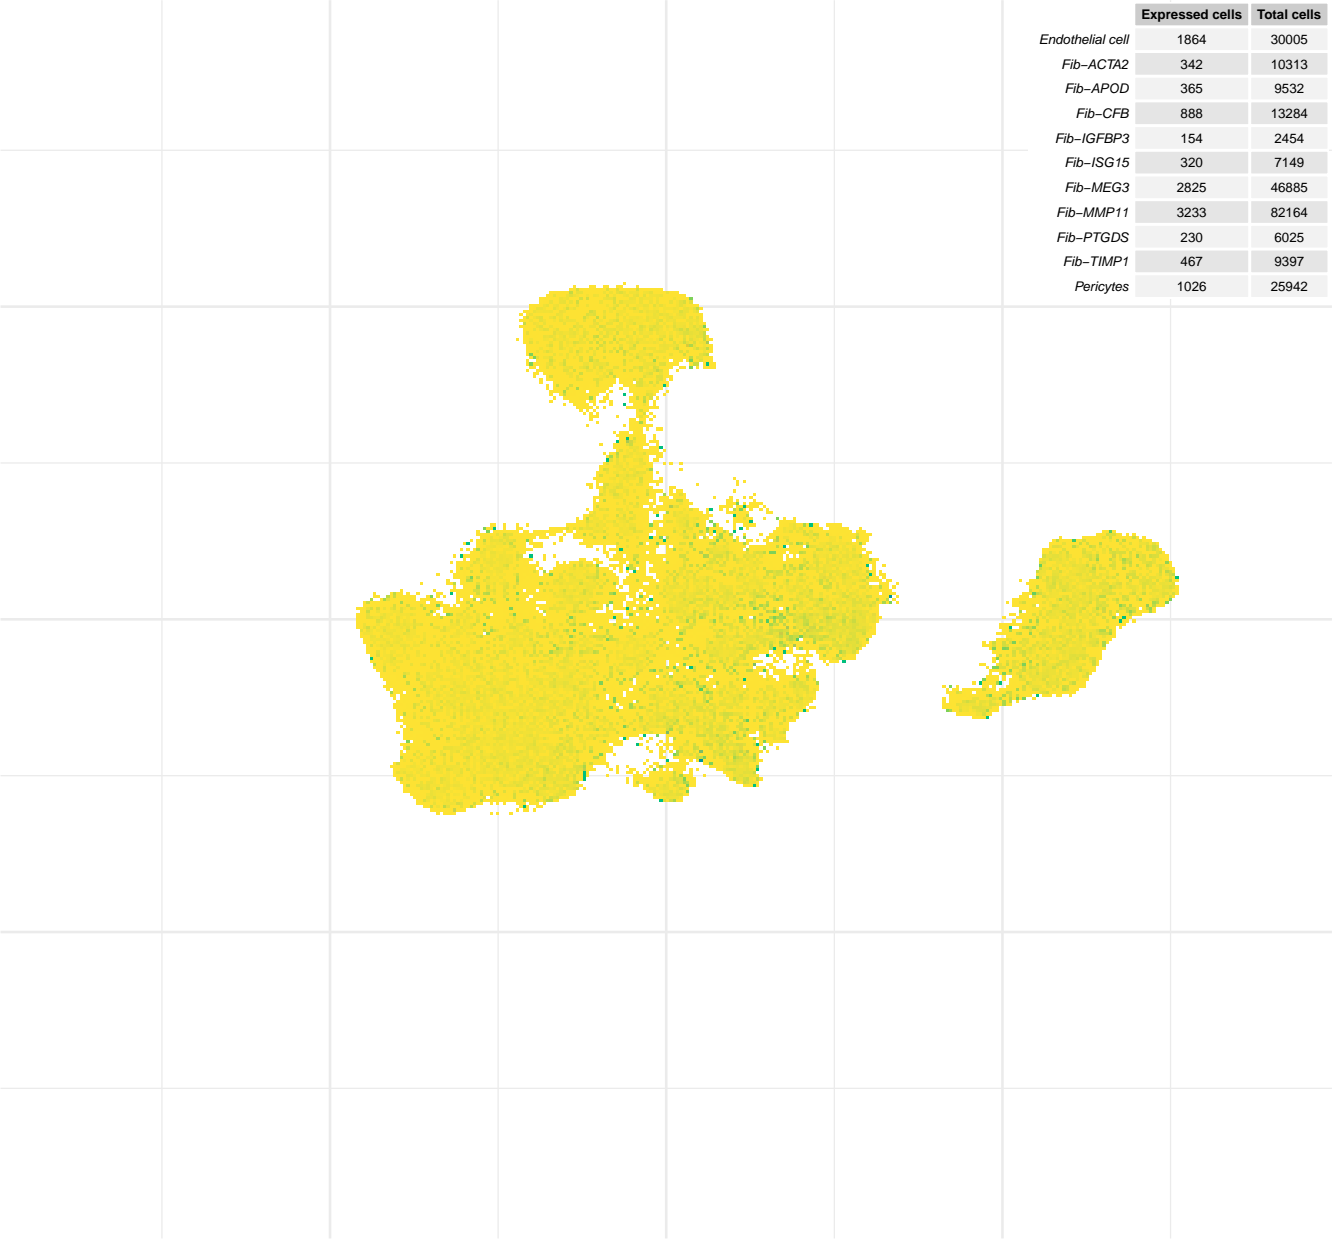 Expressed cells Total cells
Endothelial cell 1864 30005
Fib−ACTA2 342 10313
Fib−APOD 365 9532
Fib−CFB 888 13284
Fib−IGFBP3 154 2454
Fib−ISG15 320 7149
Fib−MEG3 2825 46885
Fib−MMP11 3233 82164
Fib−PTGDS 230 6025
Fib−TIMP1 467 9397
Pericytes 1026 25942